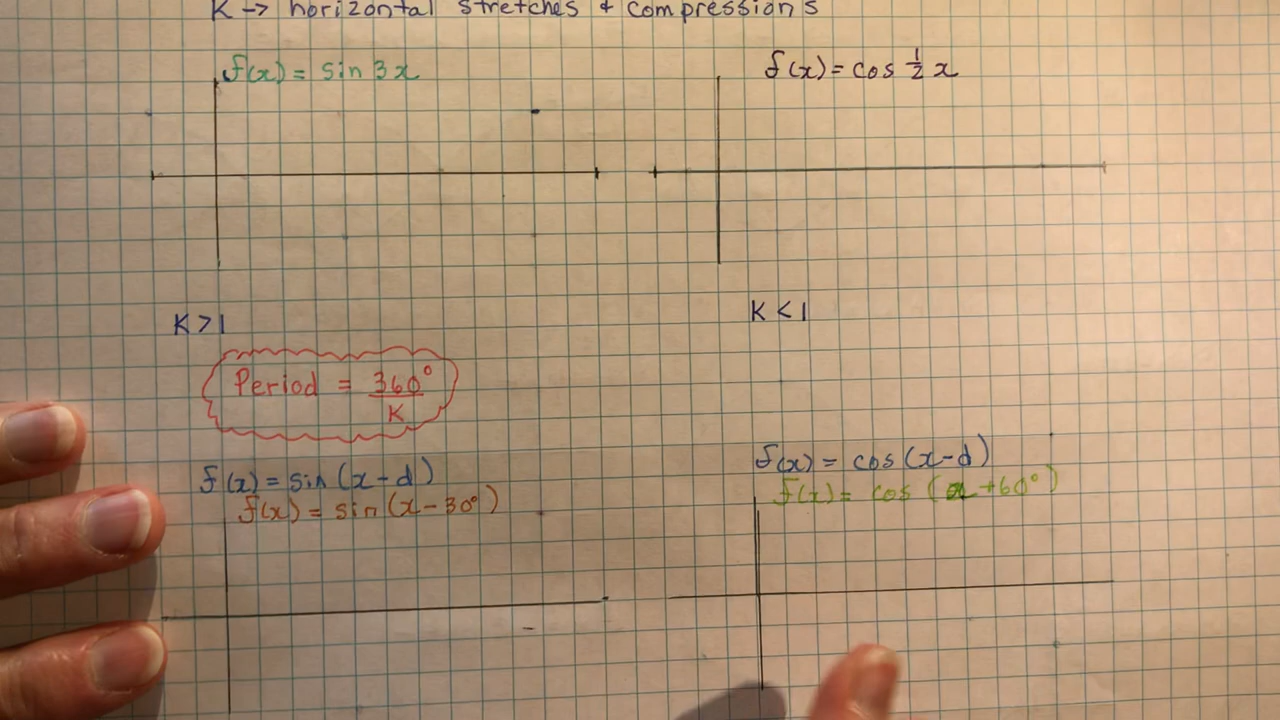 K → horizontal stretches + compressions
f(x) = sin 3x
f(x) = cos 1/2 x
K > 1
K < 1
Period = 360° / K
f(x) = sin (x - d)
f(x) = sin (x - 30°)
f(x) = cos (x - d)
f(x) = cos (x + 60°)